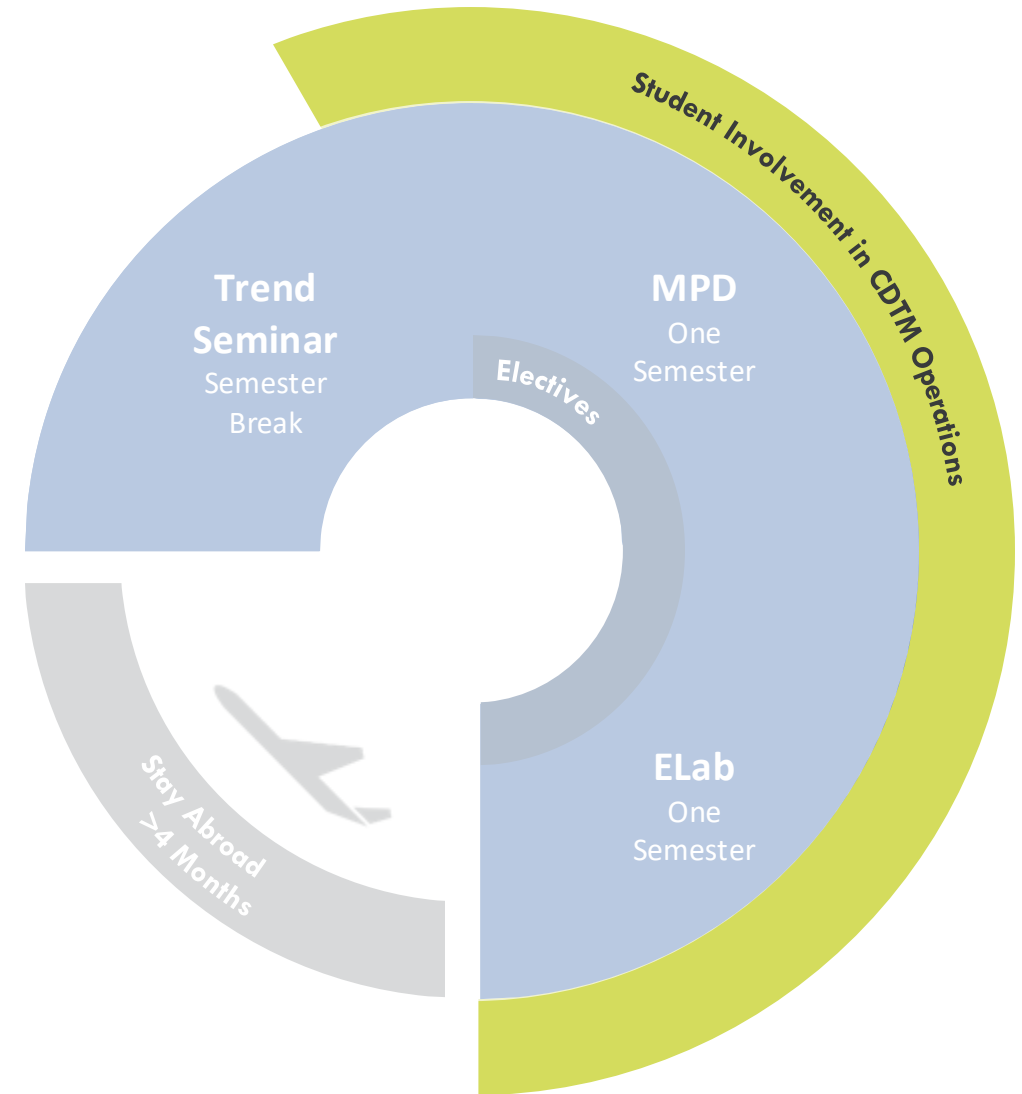 Student Involvement in CDTM Operations
Trend
Seminar
Semester
Break
MPD
One
Semester
Electives
ELab
One
Semester
Stay Abroad
>4 Months